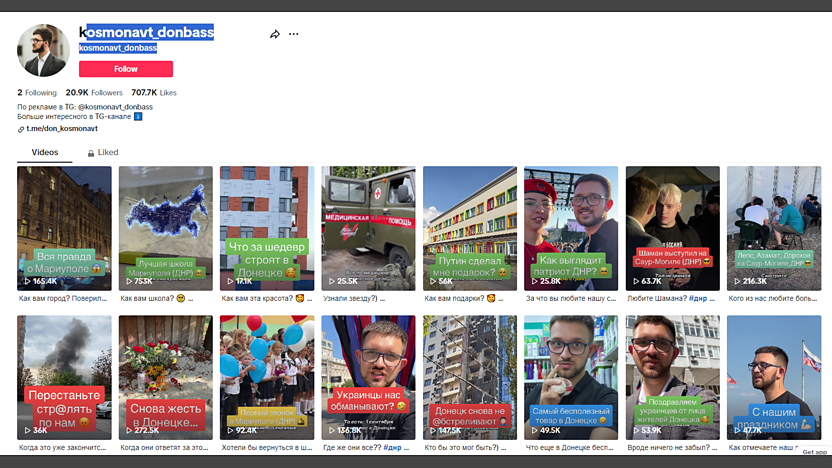 kosmonavt_donbass
kosmonavt_donbass
Follow
2 Following 20.9K Followers 707.7K Likes
По рекламе в TG: @kosmonavt_donbass
Больше интересного в TG-канале
t.me/don_kosmonavt
Videos Liked
Вся правда
о Мариуполе
165.4K
Как вам город? Поверил...
Лучшая школа
Мариуполя (ДНР)
753K
Как вам школа? ...
Что за шедевр
строят в
Донецке
17.1K
Как вам эта красота? ...
МЕДИЦИНСКАЯ ПОМОЩЬ
25.5K
Узнали звезду?) ...
Путин сделал
мне подарок?
56K
Как вам подарки? ...
Как выглядит
патриот ДНР?
25.8K
За что вы любите нашу с...
Шаман выступил на
Саур-Могиле (ДНР)
63.7K
Любите Шамана? #днр ...
Лепс, Азамат, Дорохов
на Саур-Могиле, ДНР
Смотрите
216.3K
Кого из нас любите боль...
Перестаньте
стр@лять
по нам
36K
Когда это уже закончитс...
Снова жесть
в Донецке...
272.5K
Когда они ответят за это...
Первый звонок
в Мариуполе (ДНР)
92.4K
Хотели бы вернуться в ш...
Украинцы нас
обманывают?
То есть, 1 сентября
в Донецке
136.8K
Где же они все?? #днр ...
Донецк снова не
@бстреливают
147.5K
Кто бы это мог быть?) ...
Самый бесполезный
товар в Донецке
49.5K
Что еще в Донецке бесп...
Поздравляем
украинцев от лица
жителей Донецка
53.9K
Вроде ничего не забыл? ...
С нашим
праздником
47.7K
Как отмечаете наш ...
Get app